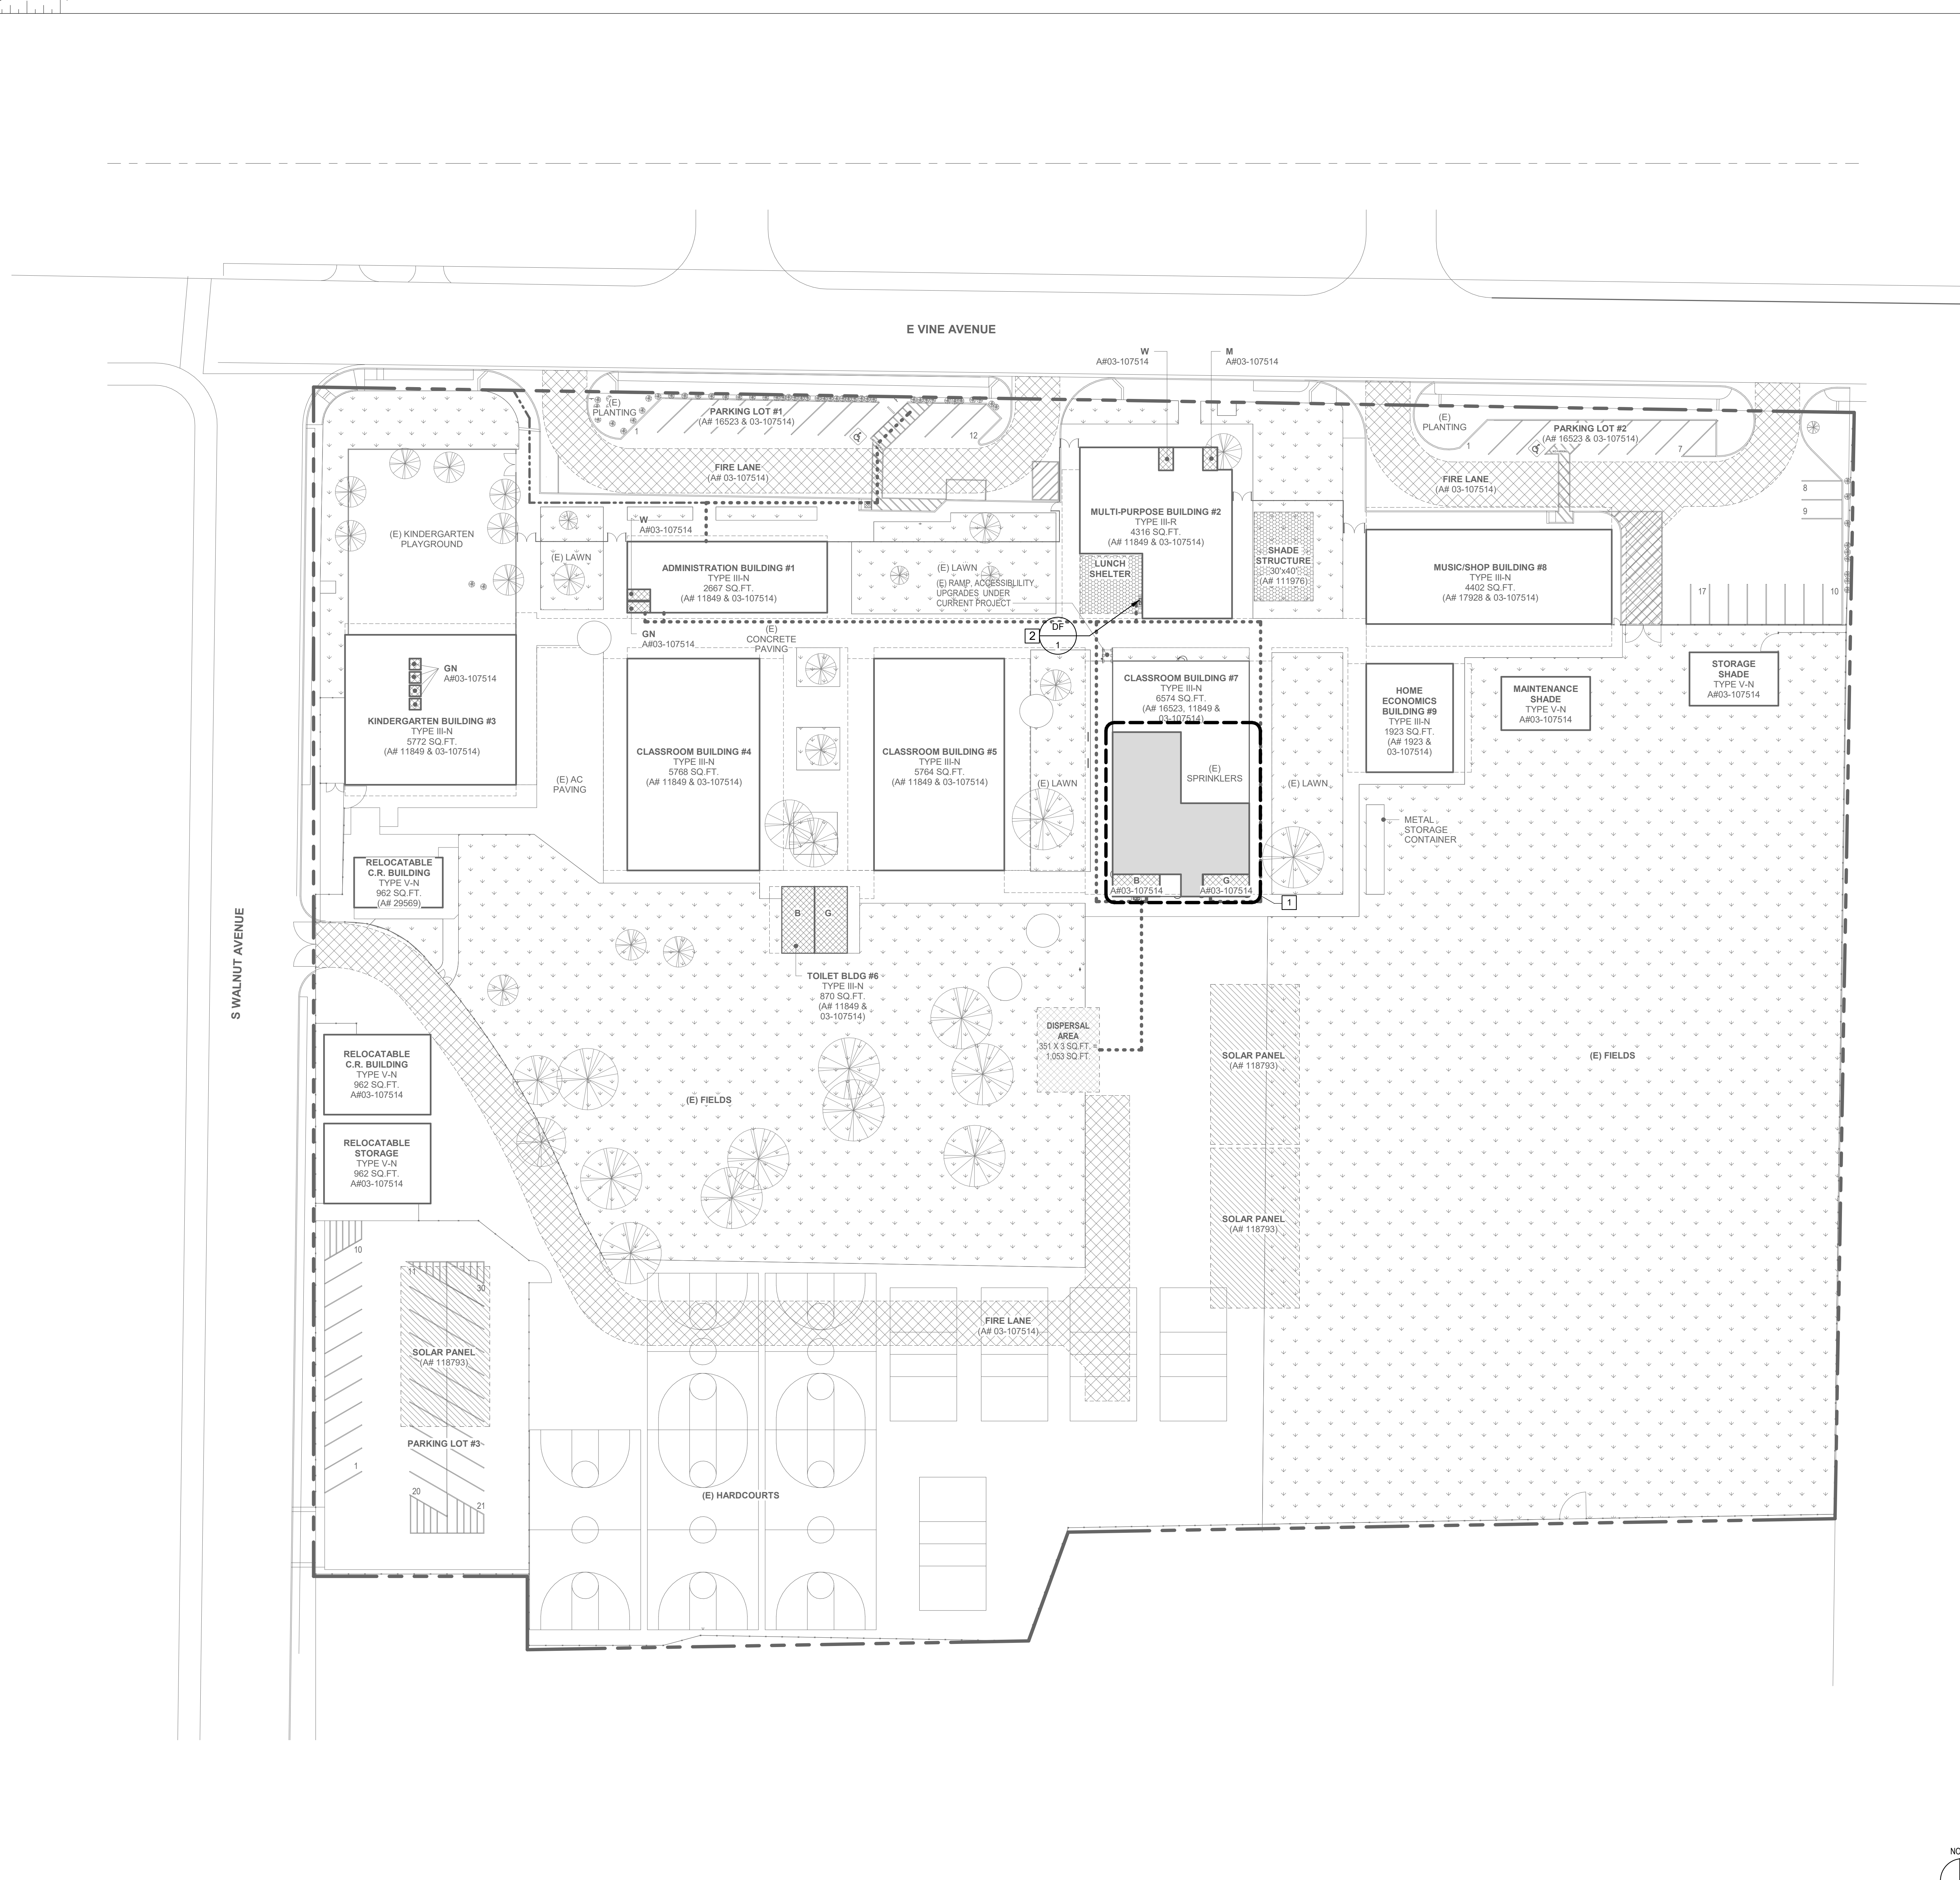 E VINE AVENUE
W
A#03-107514
M
A#03-107514
(E)
PLANTING
PARKING LOT #1
(A# 16523 & 03-107514)
1
12
FIRE LANE
(A# 03-107514)
(E)
PLANTING
PARKING LOT #2
(A# 16523 & 03-107514)
1
7
FIRE LANE
(A# 03-107514)
8
9
17
10
(E) KINDERGARTEN
PLAYGROUND
W
A#03-107514
(E) LAWN
ADMINISTRATION BUILDING #1
TYPE III-N
2667 SQ.FT.
(A# 11849 & 03-107514)
GN
A#03-107514
(E)
CONCRETE
PAVING
(E) LAWN
(E) RAMP, ACCESSIBLILITY
UPGRADES UNDER
CURRENT PROJECT
MULTI-PURPOSE BUILDING #2
TYPE III-R
4316 SQ.FT.
(A# 11849 & 03-107514)
LUNCH
SHELTER
SHADE
STRUCTURE
30'x40'
(A# 111976)
MUSIC/SHOP BUILDING #8
TYPE III-N
4402 SQ.FT.
(A# 17928 & 03-107514)
2
DF
1
GN
A#03-107514
KINDERGARTEN BUILDING #3
TYPE III-N
5772 SQ.FT.
(A# 11849 & 03-107514)
(E) AC
PAVING
CLASSROOM BUILDING #4
TYPE III-N
5768 SQ.FT.
(A# 11849 & 03-107514)
CLASSROOM BUILDING #5
TYPE III-N
5764 SQ.FT.
(A# 11849 & 03-107514)
(E) LAWN
CLASSROOM BUILDING #7
TYPE III-N
6574 SQ.FT.
(A# 16523, 11849 &
03-107514)
(E)
SPRINKLERS
B
A#03-107514
G
A#03-107514
1
(E) LAWN
HOME
ECONOMICS
BUILDING #9
TYPE III-N
1923 SQ.FT.
(A# 1923 &
03-107514)
MAINTENANCE
SHADE
TYPE V-N
A#03-107514
STORAGE
SHADE
TYPE V-N
A#03-107514
METAL
STORAGE
CONTAINER
RELOCATABLE
C.R. BUILDING
TYPE V-N
962 SQ.FT.
(A# 29569)
B
G
TOILET BLDG #6
TYPE III-N
870 SQ.FT.
(A# 11849 &
03-107514)
S WALNUT AVENUE
DISPERSAL
AREA
351 X 3 SQ.FT. =
1,053 SQ.FT.
RELOCATABLE
C.R. BUILDING
TYPE V-N
962 SQ.FT.
A#03-107514
SOLAR PANEL
(A# 118793)
(E) FIELDS
(E) FIELDS
RELOCATABLE
STORAGE
TYPE V-N
962 SQ.FT.
A#03-107514
SOLAR PANEL
(A# 118793)
10
11
30
SOLAR PANEL
(A# 118793)
FIRE LANE
(A# 03-107514)
PARKING LOT #3
1
20
21
(E) HARDCOURTS